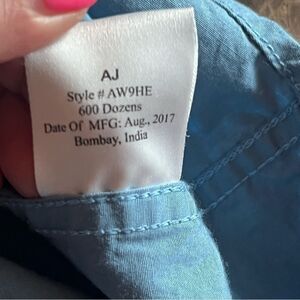 AJ
Style # AW9HE
600 Dozens
Date Of MFG: Aug., 2017
Bombay, India